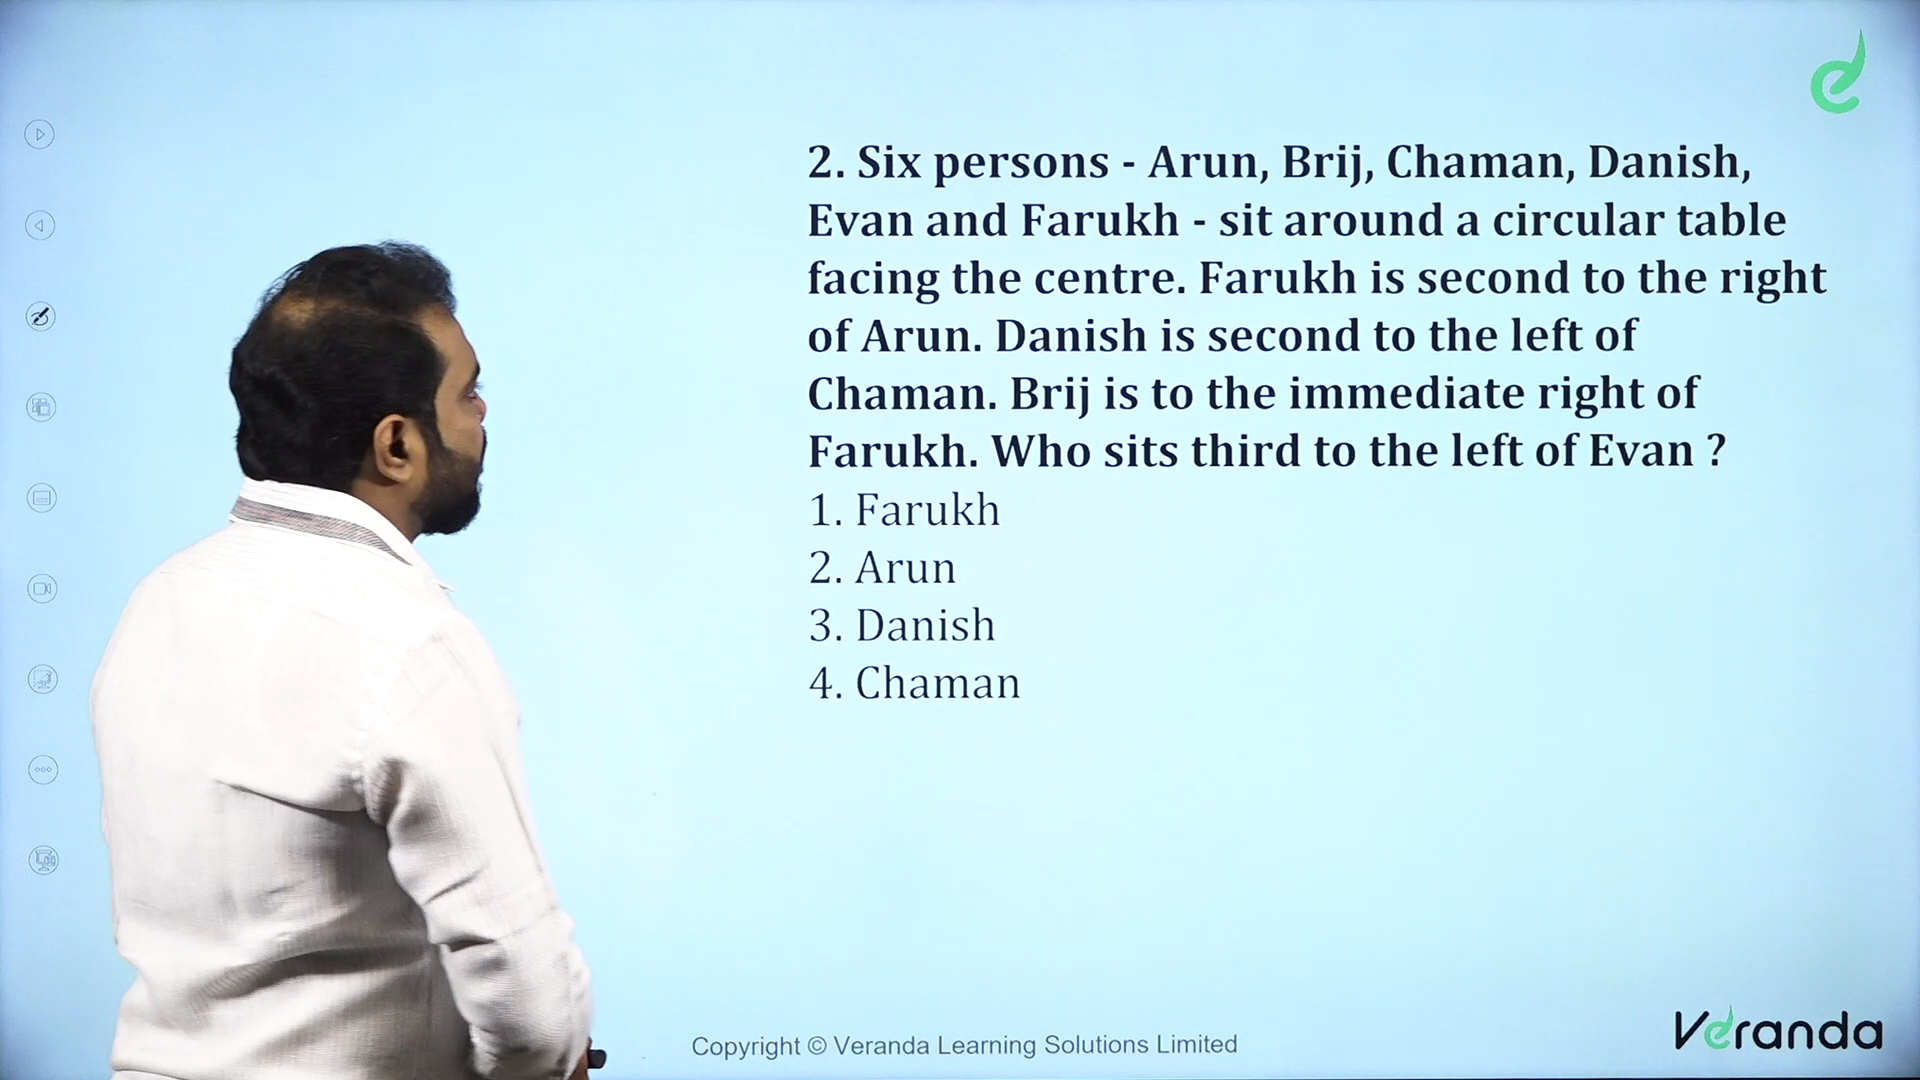 2. Six persons - Arun, Brij, Chaman, Danish,
Evan and Farukh - sit around a circular table
facing the centre. Farukh is second to the right
of Arun. Danish is second to the left of
Chaman. Brij is to the immediate right of
Farukh. Who sits third to the left of Evan ?
1. Farukh
2. Arun
3. Danish
4. Chaman
Veranda
Copyright © Veranda Learning Solutions Limited